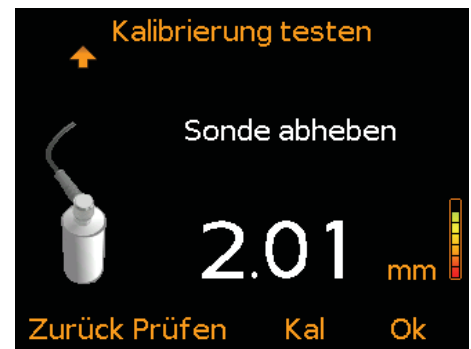 Kalibrierung testen
Sonde abheben
2.01 mm
Zurück Prüfen Kal Ok